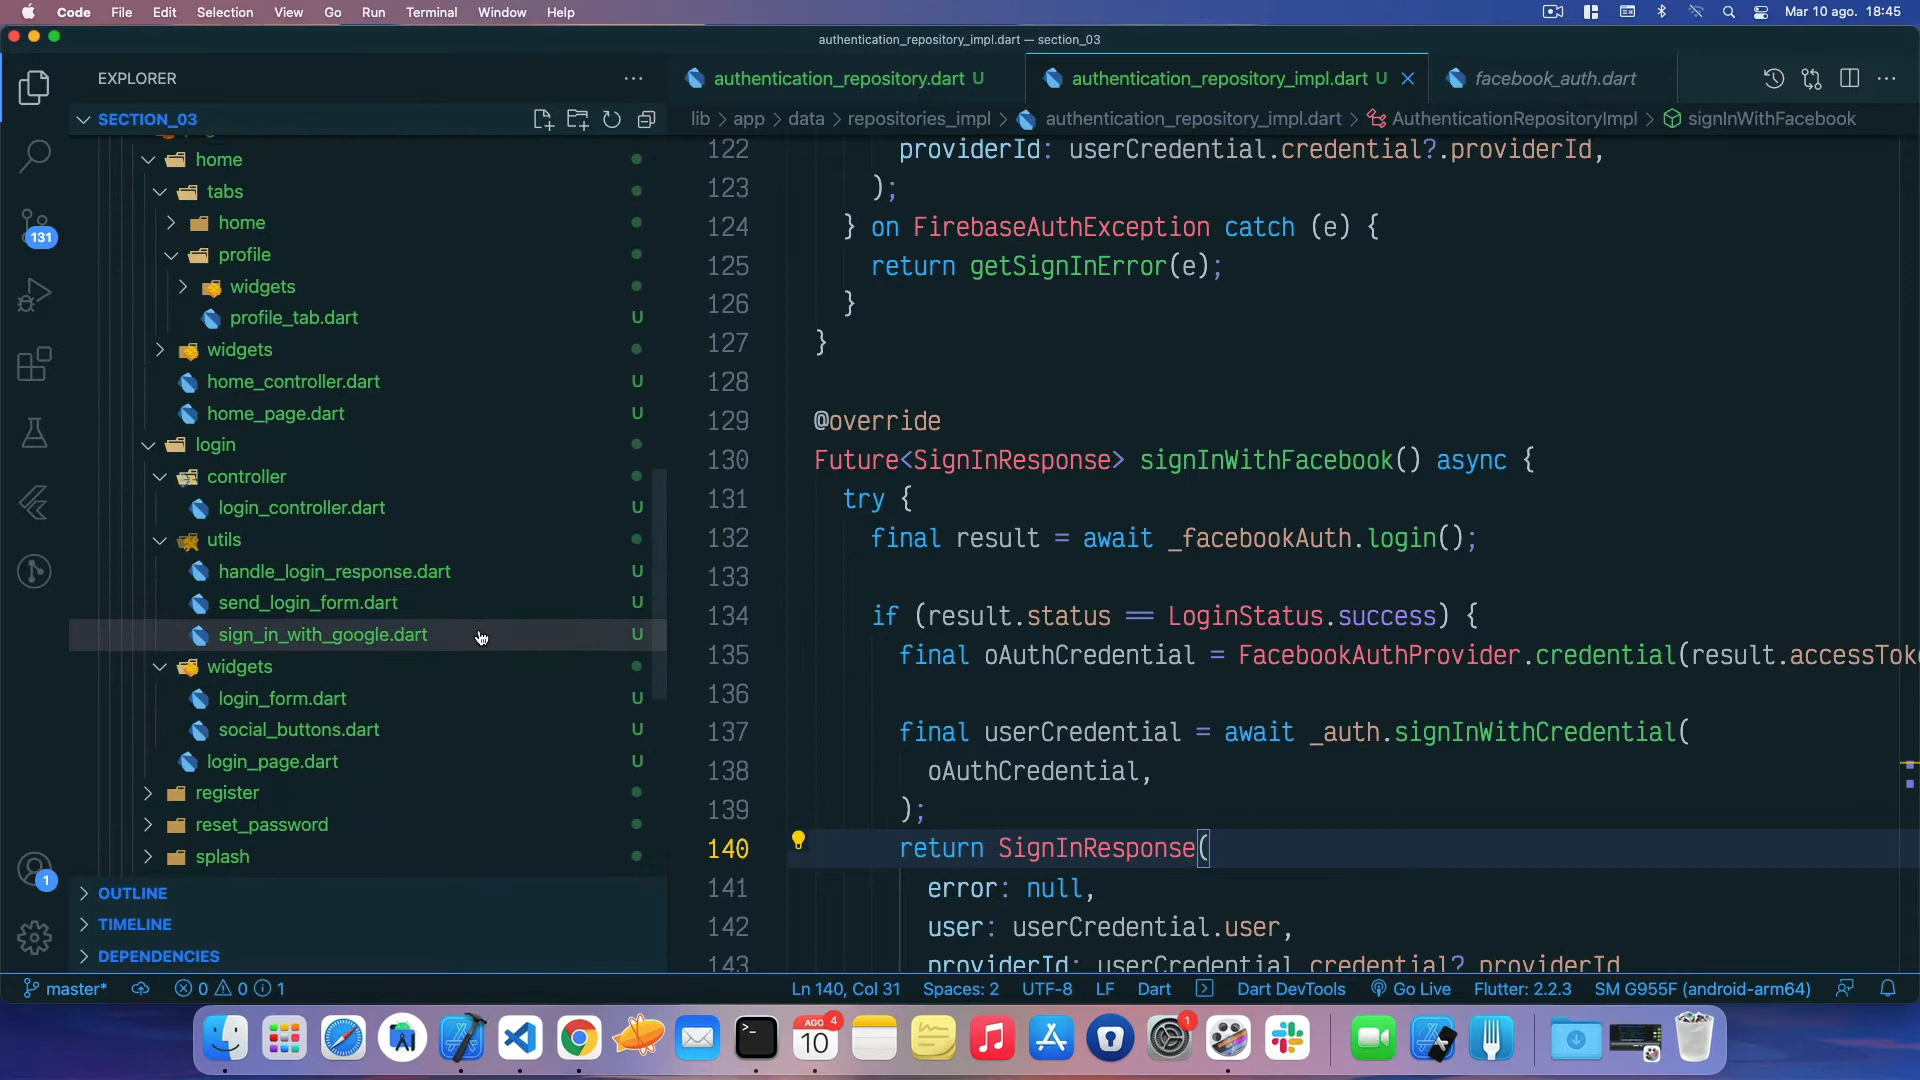 Code File Edit Selection View Go Run Terminal Window Help Mar 10 ago. 18:45
authentication_repository_impl.dart — section_03
EXPLORER
authentication_repository.dart U authentication_repository_impl.dart U facebook_auth.dart
SECTION_03
lib > app > data > repositories_impl > authentication_repository_impl.dart > AuthenticationRepositoryImpl > signInWithFacebook
home
tabs
home
profile
widgets
profile_tab.dart U
widgets
home_controller.dart U
home_page.dart U
login
controller
login_controller.dart U
utils
handle_login_response.dart U
send_login_form.dart U
sign_in_with_google.dart U
widgets
login_form.dart U
social_buttons.dart U
login_page.dart U
register
reset_password
splash
OUTLINE
TIMELINE
DEPENDENCIES
131
1
122 providerId: userCredential.credential?.providerId,
123 );
124 } on FirebaseAuthException catch (e) {
125 return getSignInError(e);
126 }
127 }
128
129 @override
130 Future<SignInResponse> signInWithFacebook() async {
131 try {
132 final result = await _facebookAuth.login();
133
134 if (result.status == LoginStatus.success) {
135 final oAuthCredential = FacebookAuthProvider.credential(result.accessTok
136
137 final userCredential = await _auth.signInWithCredential(
138 oAuthCredential,
139 );
140 return SignInResponse(
141 error: null,
142 user: userCredential.user,
143 providerId: userCredential.credential?.providerId
master* 0 0 1 Ln 140, Col 31 Spaces: 2 UTF-8 LF Dart Dart DevTools Go Live Flutter: 2.2.3 SM G955F (android-arm64)
AGO 10 4 1